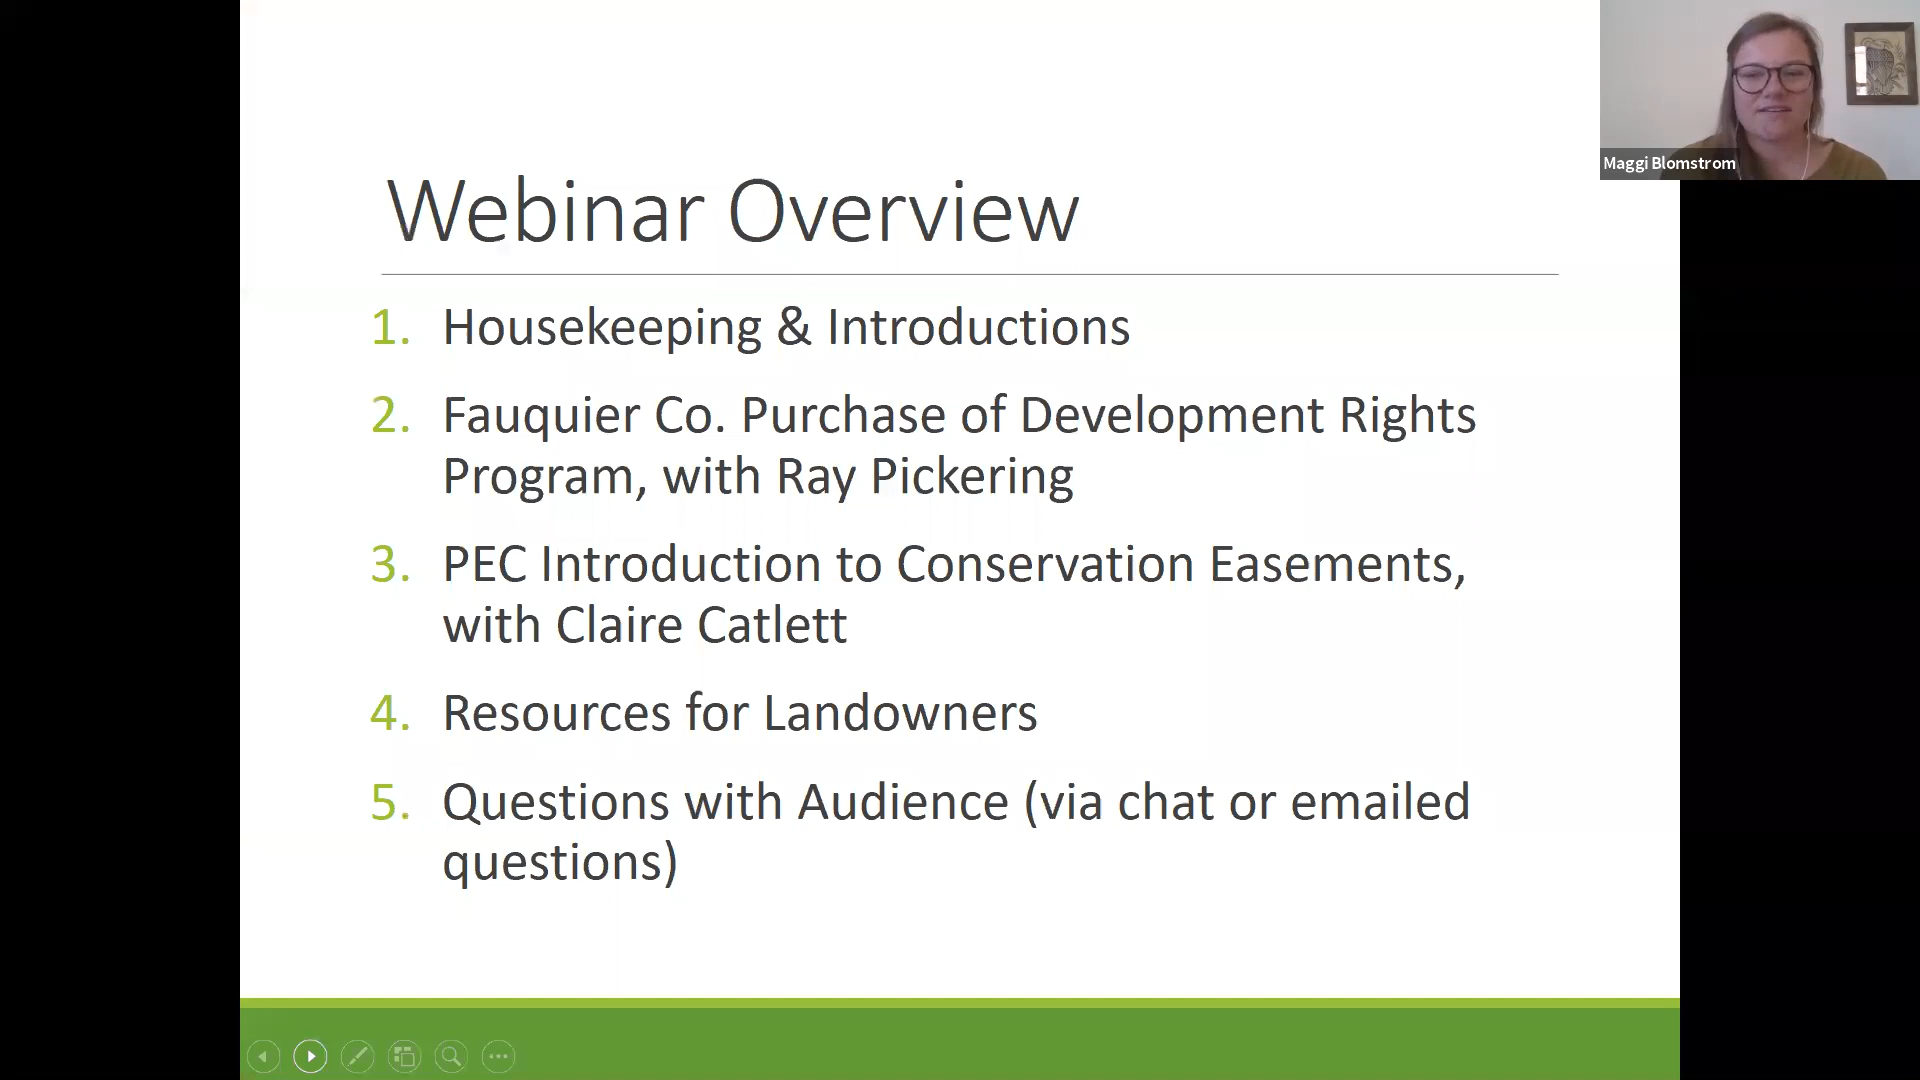 Webinar Overview
1. Housekeeping & Introductions
2. Fauquier Co. Purchase of Development Rights
Program, with Ray Pickering
3. PEC Introduction to Conservation Easements,
with Claire Catlett
4. Resources for Landowners
5. Questions with Audience (via chat or emailed
questions)
Maggi Blomstrom